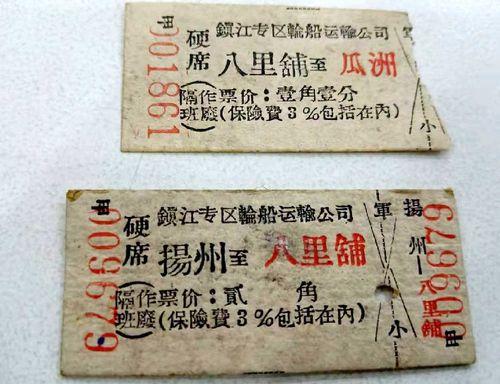 甲
001861
硬席
鎮江专区輪船运輸公司
八里舖至 瓜洲
(隔班作廢)票价：壹角壹分
(保險費3%包括在內)
軍
小
甲
009679
硬席
鎮江专区輪船运輸公司
揚州至 八里舖
(隔班作廢)票价：貳 角
(保險費3%包括在內)
軍
小
揚州—八里舖
甲
009679